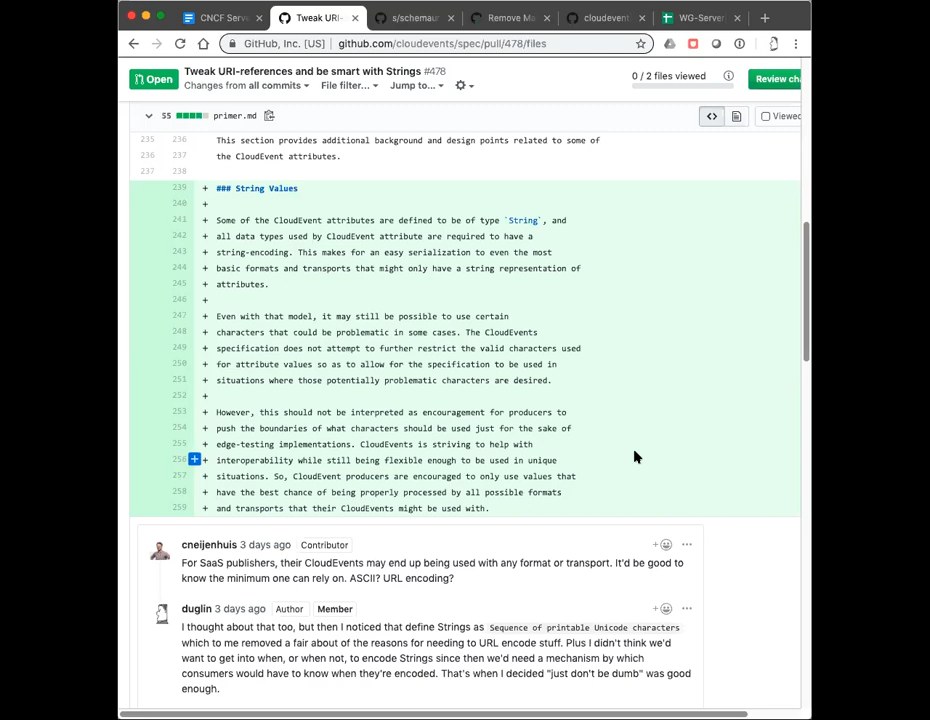 CNCF Serve
Tweak URI-
s/schemaur
Remove Ma
cloudevent
WG-Server
GitHub, Inc. [US]
github.com/cloudevents/spec/pull/478/files
Open
Tweak URI-references and be smart with Strings #478
Changes from all commits
File filter...
Jump to...
0 / 2 files viewed
Review cha
55
primer.md
Viewed
235 236 This section provides additional background and design points related to some of
236 237 the CloudEvent attributes.
237 238
239 + ### String Values
240 +
241 + Some of the CloudEvent attributes are defined to be of type `String`, and
242 + all data types used by CloudEvent attribute are required to have a
243 + string-encoding. This makes for an easy serialization to even the most
244 + basic formats and transports that might only have a string representation of
245 + attributes.
246 +
247 + Even with that model, it may still be possible to use certain
248 + characters that could be problematic in some cases. The CloudEvents
249 + specification does not attempt to further restrict the valid characters used
250 + for attribute values so as to allow for the specification to be used in
251 + situations where those potentially problematic characters are desired.
252 +
253 + However, this should not be interpreted as encouragement for producers to
254 + push the boundaries of what characters should be used just for the sake of
255 + edge-testing implementations. CloudEvents is striving to help with
256 + interoperability while still being flexible enough to be used in unique
257 + situations. So, CloudEvent producers are encouraged to only use values that
258 + have the best chance of being properly processed by all possible formats
259 + and transports that their CloudEvents might be used with.
cneijenhuis 3 days ago Contributor
For SaaS publishers, their CloudEvents may end up being used with any format or transport. It'd be good to
know the minimum one can rely on. ASCII? URL encoding?
duglin 3 days ago Author Member
I thought about that too, but then I noticed that define Strings as Sequence of printable Unicode characters
which to me removed a fair about of the reasons for needing to URL encode stuff. Plus I didn't think we'd
want to get into when, or when not, to encode Strings since then we'd need a mechanism by which
consumers would have to know when they're encoded. That's when I decided "just don't be dumb" was good
enough.